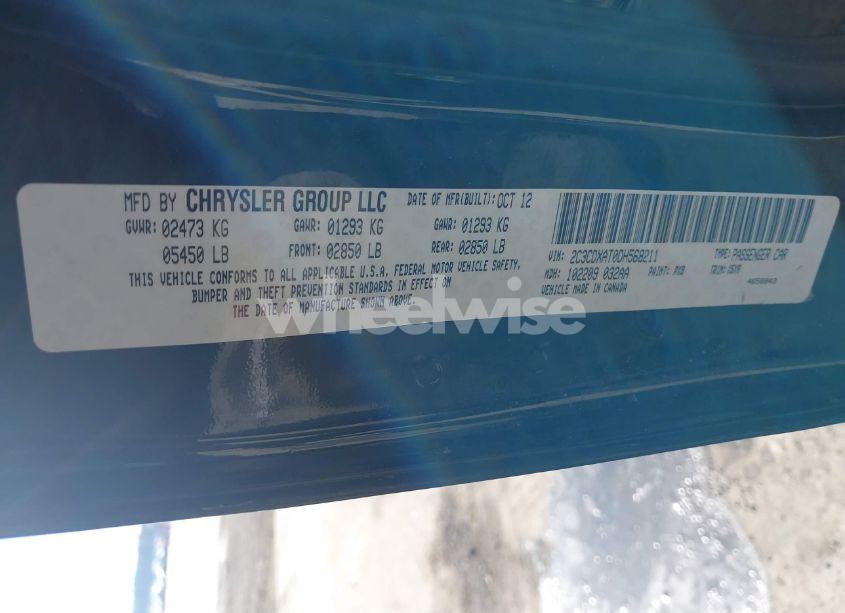 MFD BY CHRYSLER GROUP LLC DATE OF MFR(BUILT): OCT 12
GVWR: 02473 KG GAWR: 01293 KG GAWR: 01293 KG
05450 LB FRONT: 02850 LB REAR: 02850 LB
THIS VEHICLE CONFORMS TO ALL APPLICABLE U.S.A. FEDERAL MOTOR VEHICLE SAFETY,
BUMPER AND THEFT PREVENTION STANDARDS IN EFFECT ON
THE DATE OF MANUFACTURE SHOWN ABOVE.
VIN: 2C3CDXAT0DH569211 TYPE: PASSENGER CAR
MDH: 102209 032AA PAINT: TRIM:
VEHICLE MADE IN CANADA
wheelwise